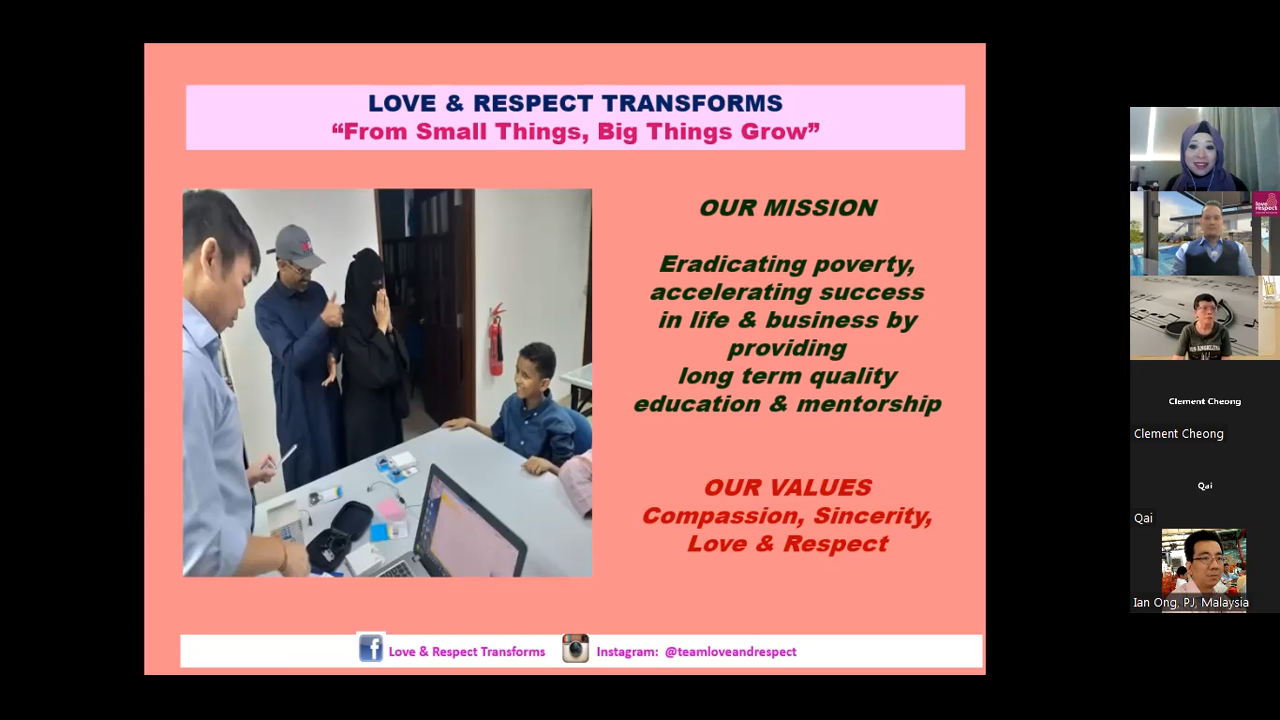 LOVE & RESPECT TRANSFORMS
“From Small Things, Big Things Grow”
OUR MISSION
Eradicating poverty,
accelerating success
in life & business by
providing
long term quality
education & mentorship
OUR VALUES
Compassion, Sincerity,
Love & Respect
Love & Respect Transforms
Instagram: @teamloveandrespect
love
respect
Clement Cheong
Clement Cheong
Qai
Qai
Ian Ong, PJ, Malaysia